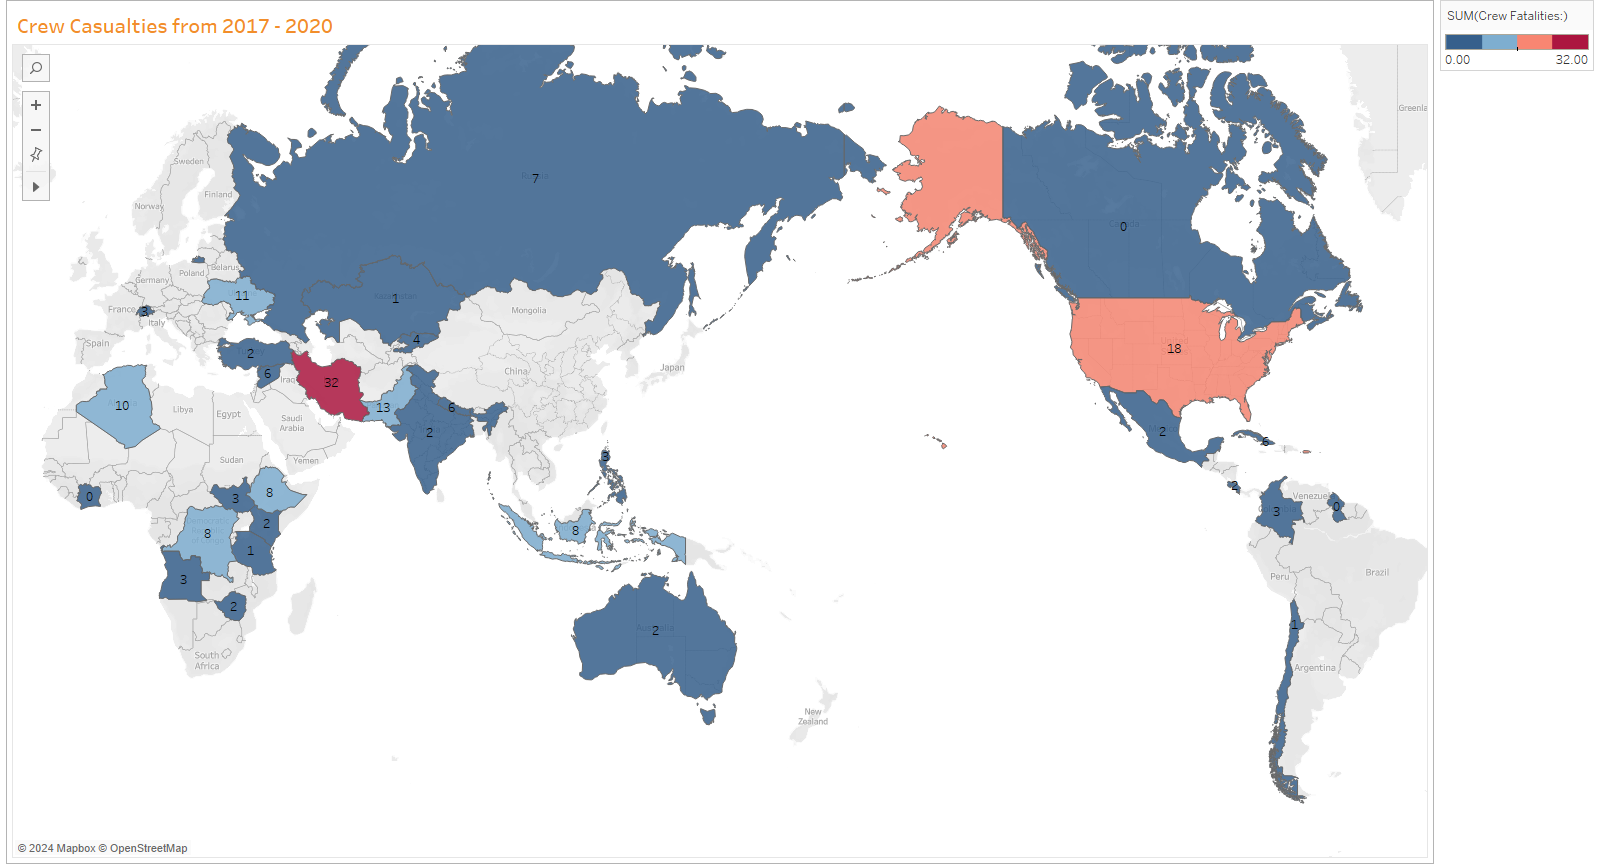 Crew Casualties from 2017 - 2020
SUM(Crew Fatalities:)
0.00 32.00
Greenla
7
Sweden
Finland
Norway
0
Poland
Belarus
Germany
11
1
France
3
Italy
Mongolia
Spain
4
18
2
Japan
China
6
Iraq
32
10
13
6
Libya
Egypt
Saudi
Arabia
2
2
6
Sudan
Yemen
3
2
0
3
8
Venezuel
0
3
2
8
8
1
Peru
Brazil
3
2
1
2
South
Africa
Argentina
New
Zealand
© 2024 Mapbox © OpenStreetMap